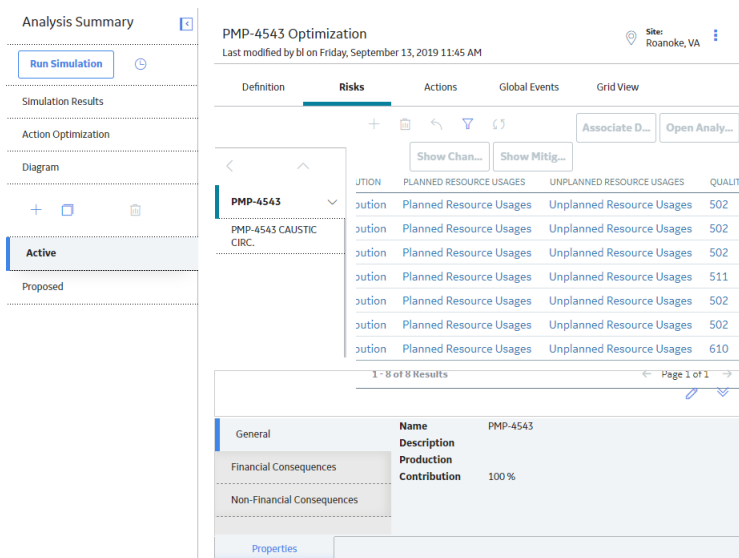 Analysis Summary
Run Simulation
Simulation Results
Action Optimization
Diagram
Active
Proposed
PMP-4543 Optimization
Last modified by bl on Friday, September 13, 2019 11:45 AM
Site:
Roanoke, VA
Definition Risks Actions Global Events Grid View
Associate D... Open Analy...
Show Chan... Show Mitig...
PMP-4543
PMP-4543 CAUSTIC
CIRC.
UTION PLANNED RESOURCE USAGES UNPLANNED RESOURCE USAGES QUALIT
oution Planned Resource Usages Unplanned Resource Usages 502
oution Planned Resource Usages Unplanned Resource Usages 502
oution Planned Resource Usages Unplanned Resource Usages 502
oution Planned Resource Usages Unplanned Resource Usages 511
oution Planned Resource Usages Unplanned Resource Usages 502
oution Planned Resource Usages Unplanned Resource Usages 502
oution Planned Resource Usages Unplanned Resource Usages 610
1 - 8 of 8 Results Page 1 of 1
General
Financial Consequences
Non-Financial Consequences
Name PMP-4543
Description
Production
Contribution 100 %
Properties